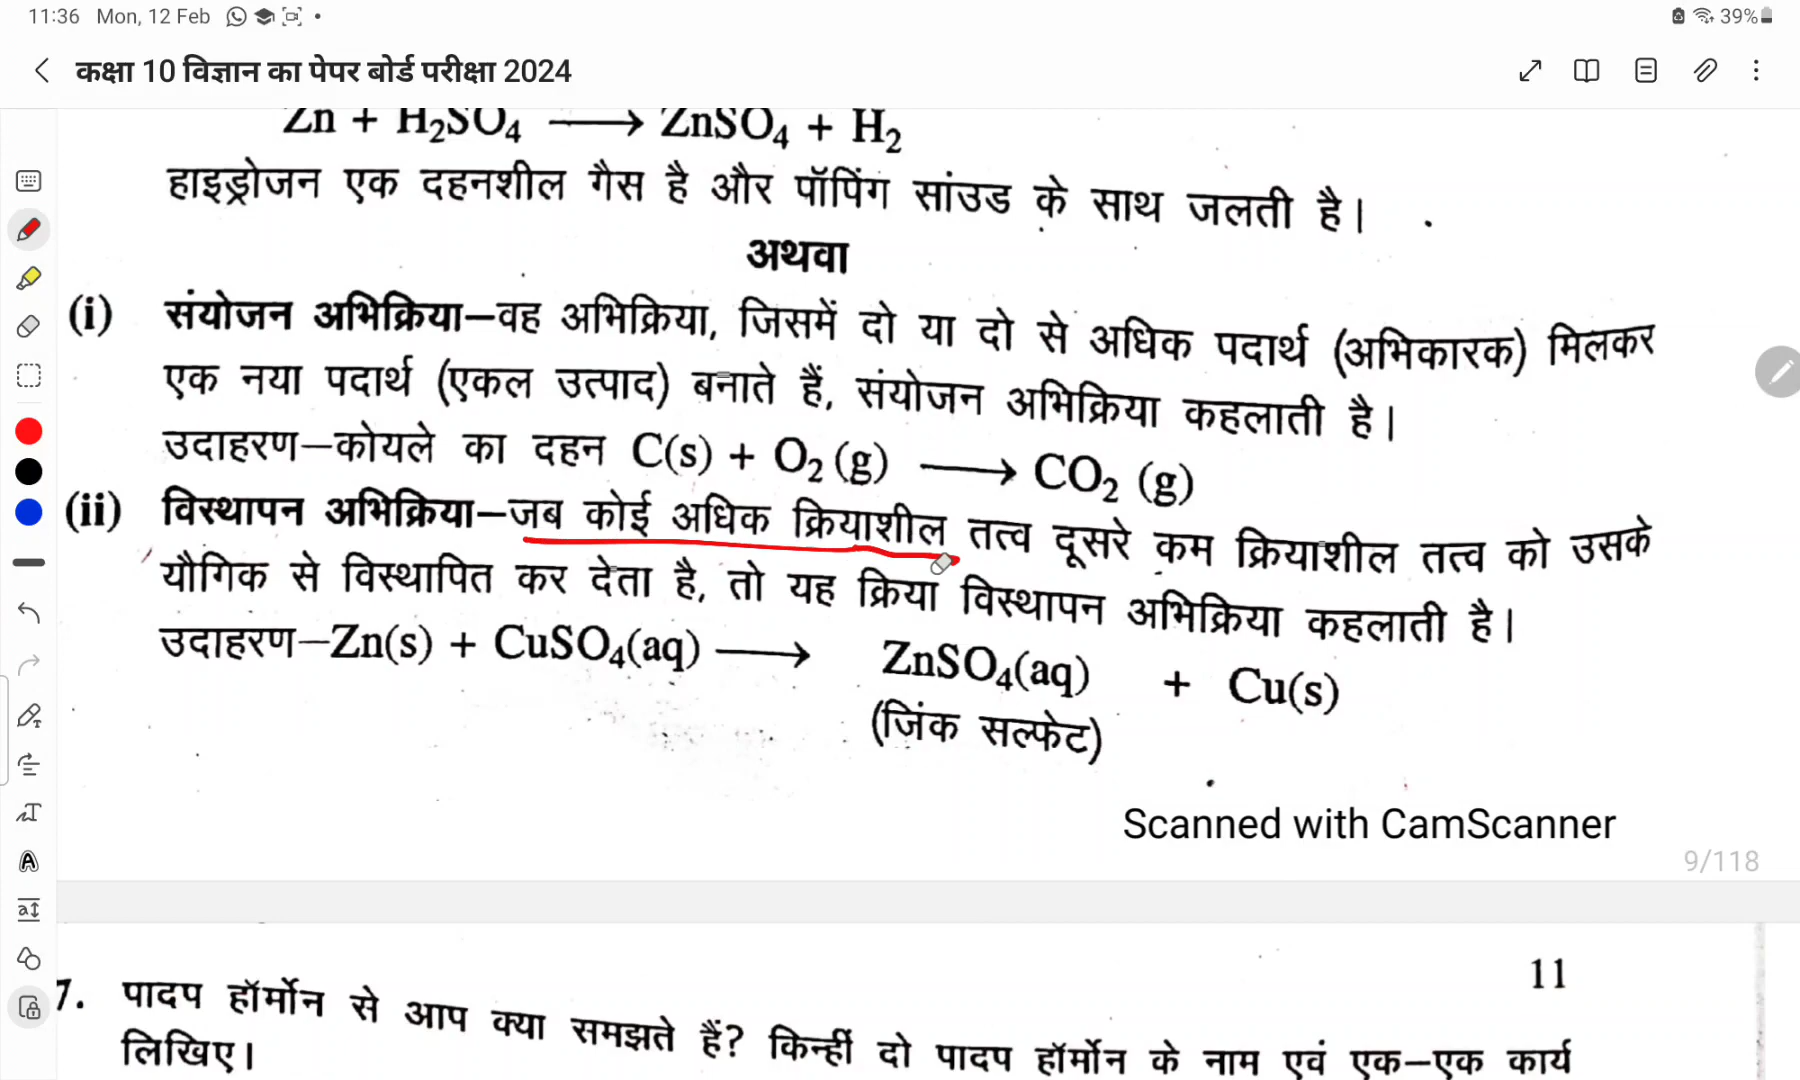 11:36 Mon, 12 Feb
39%
कक्षा 10 विज्ञान का पेपर बोर्ड परीक्षा 2024
Zn + H₂SO₄ ⟶ ZnSO₄ + H₂
हाइड्रोजन एक दहनशील गैस है और पॉपिंग सांउड के साथ जलती है।
अथवा
(i) संयोजन अभिक्रिया–वह अभिक्रिया, जिसमें दो या दो से अधिक पदार्थ (अभिकारक) मिलकर
एक नया पदार्थ (एकल उत्पाद) बनाते हैं, संयोजन अभिक्रिया कहलाती है।
उदाहरण–कोयले का दहन C(s) + O₂ (g) ⟶ CO₂ (g)
(ii) विस्थापन अभिक्रिया–जब कोई अधिक क्रियाशील तत्व दूसरे कम क्रियाशील तत्व को उसके
यौगिक से विस्थापित कर देता है, तो यह क्रिया विस्थापन अभिक्रिया कहलाती है।
उदाहरण–Zn(s) + CuSO₄(aq) ⟶ ZnSO₄(aq) + Cu(s)
(जिंक सल्फेट)
Scanned with CamScanner
9/118
11
7. पादप हॉर्मोन से आप क्या समझते हैं? किन्हीं दो पादप हॉर्मोन के नाम एवं एक–एक कार्य
लिखिए।